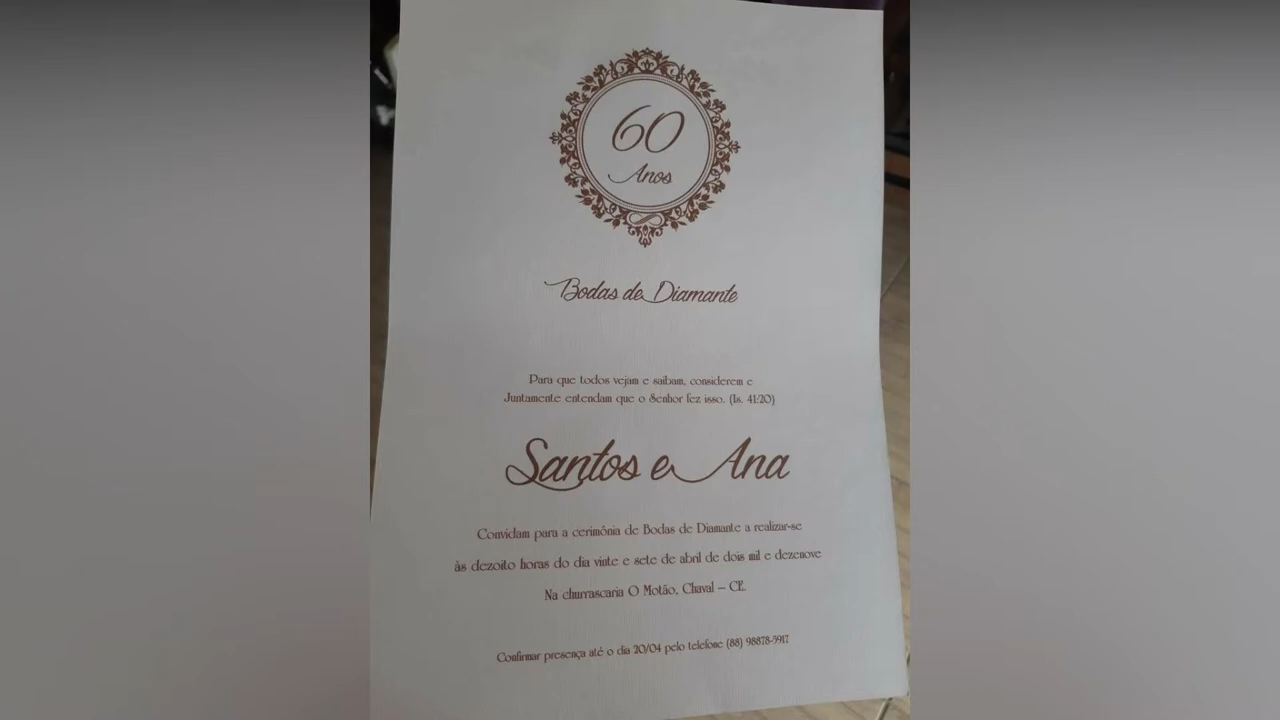 60
Anos
Bodas de Diamante
Para que todos vejam e saibam, considerem e
Juntamente entendam que o Senhor fez isso. (Is. 41:20)
Santos e Ana
Convidam para a cerimônia de Bodas de Diamante a realizar-se
às dezoito horas do dia vinte e sete de abril de dois mil e dezenove
Na churrascaria O Motão, Chaval – CE.
Confirmar presença até o dia 20/04 pelo telefone (88) 98878-5917